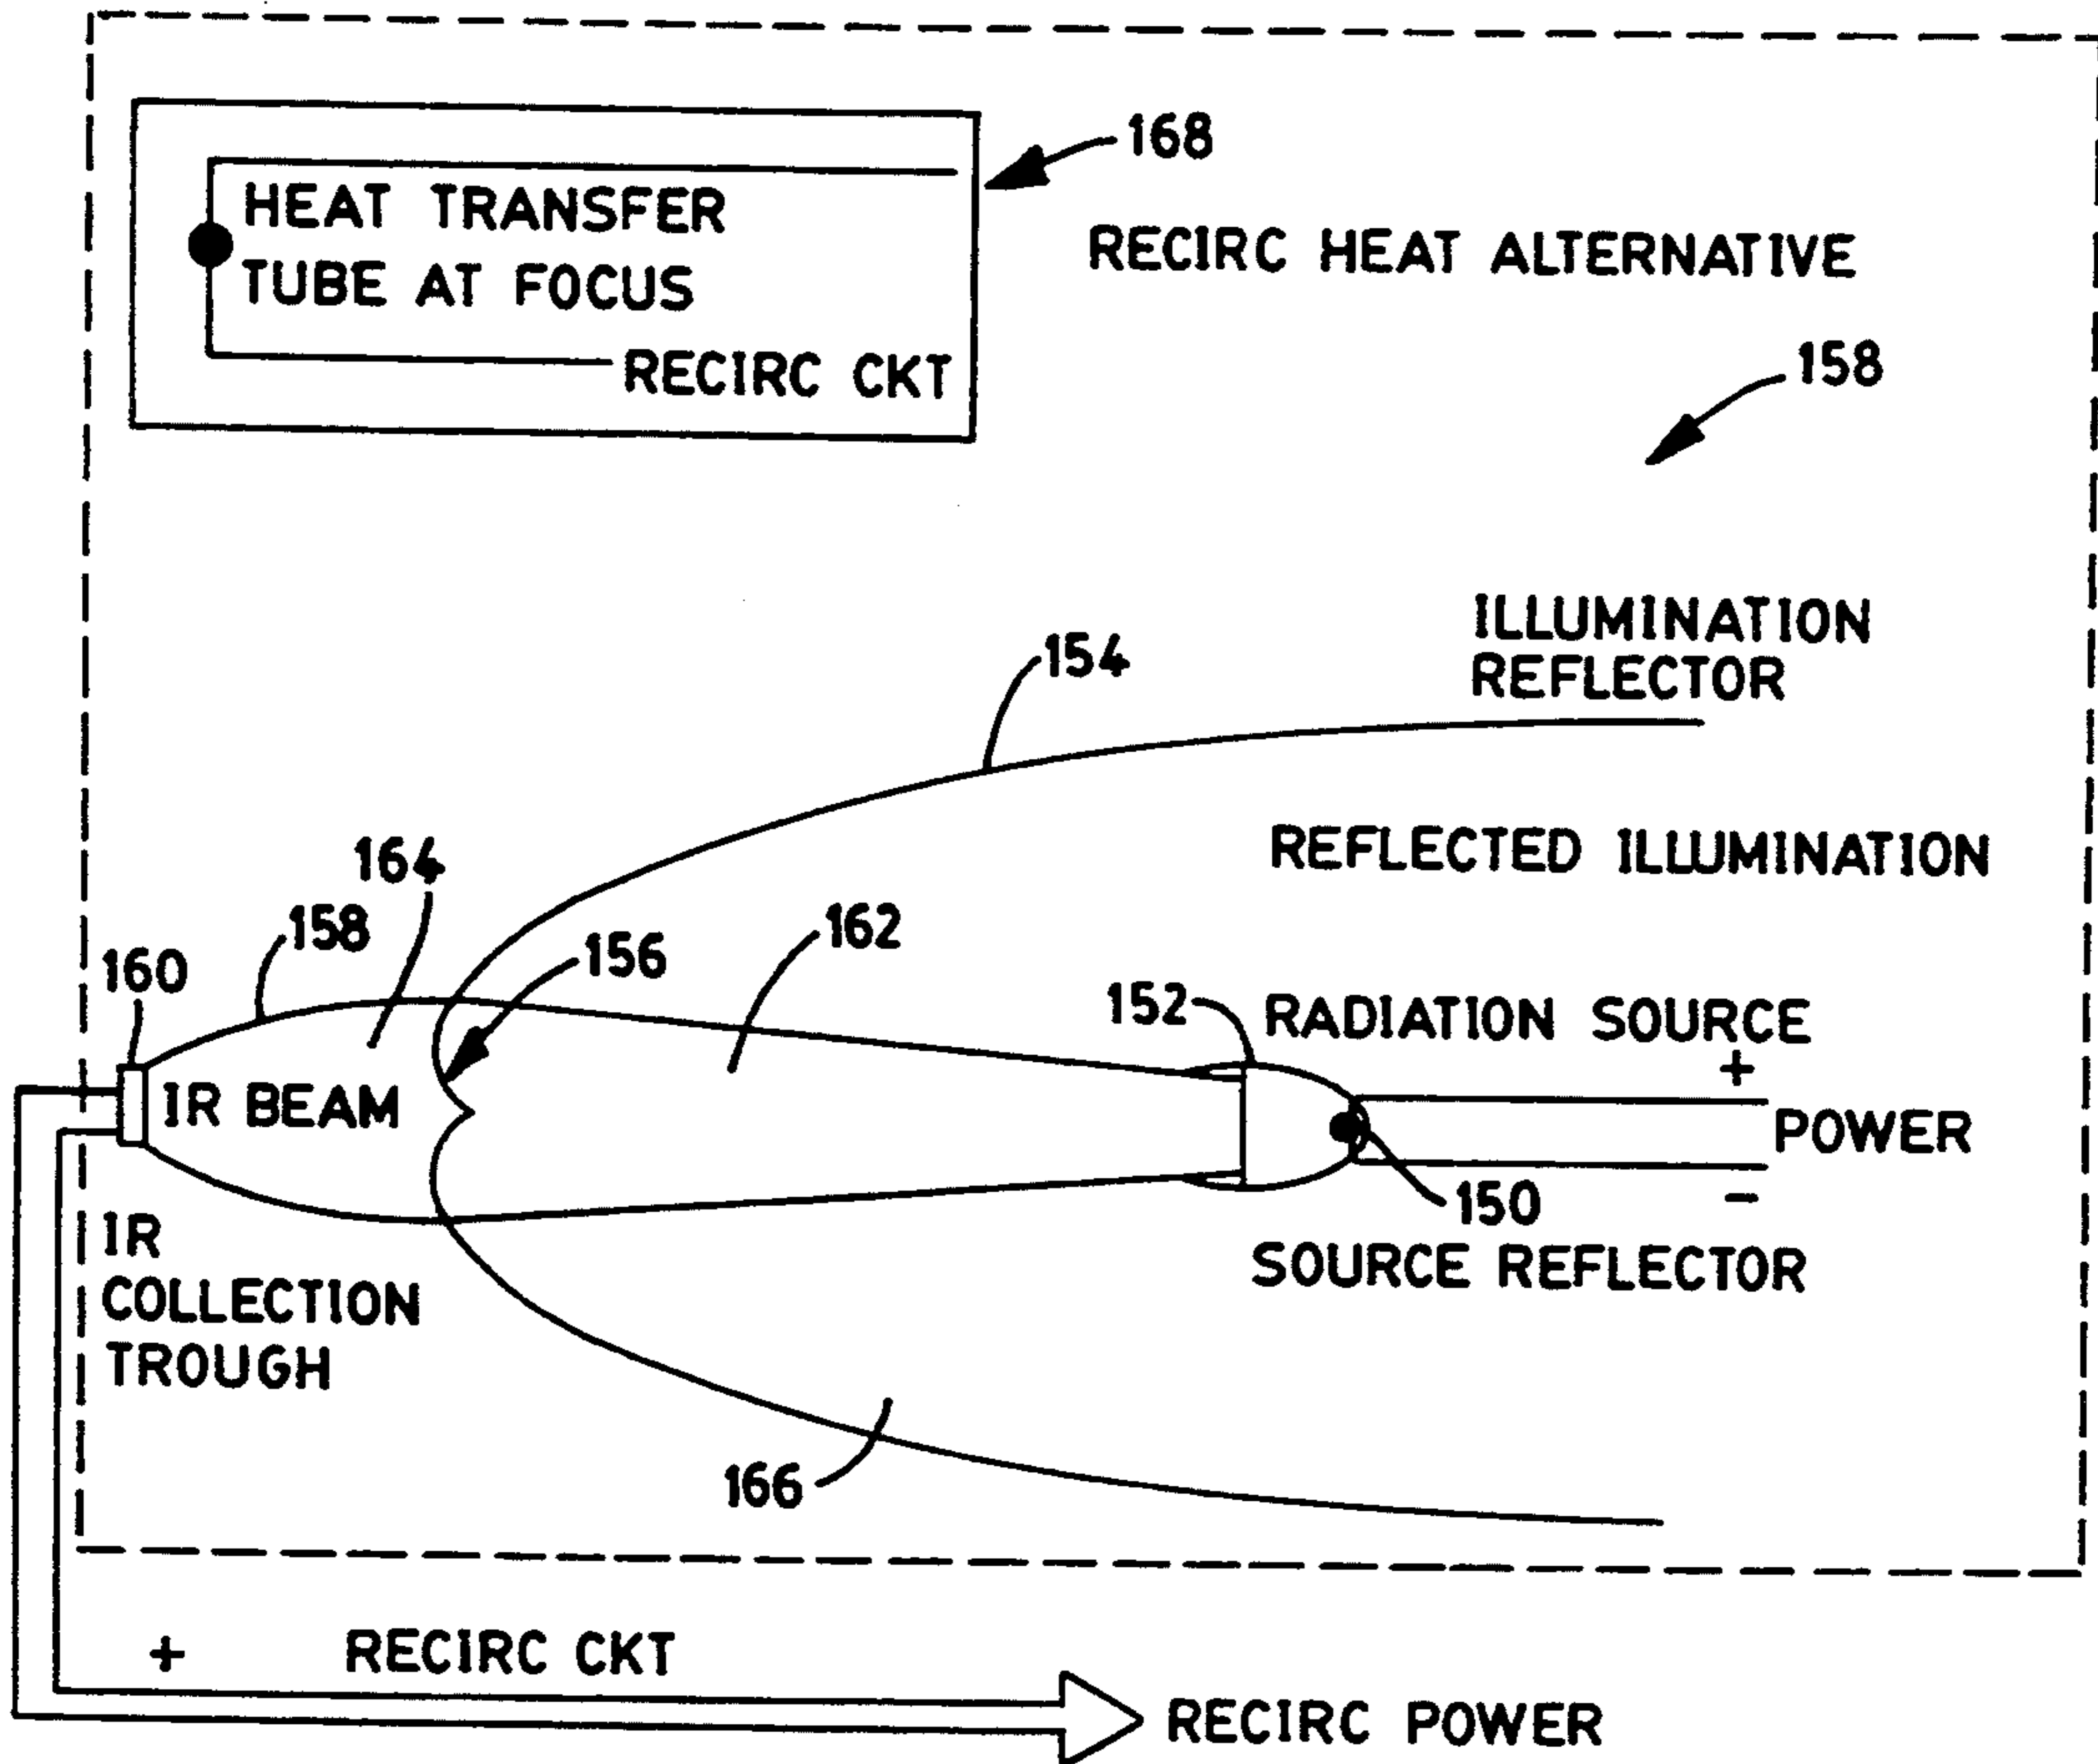 168
HEAT TRANSFER
TUBE AT FOCUS
RECIRC CKT
RECIRC HEAT ALTERNATIVE
158
ILLUMINATION
REFLECTOR
154
REFLECTED ILLUMINATION
164
158
162
156
160
152
RADIATION SOURCE
+
IR BEAM
POWER
150
−
SOURCE REFLECTOR
IR
COLLECTION
TROUGH
166
+ RECIRC CKT
RECIRC POWER